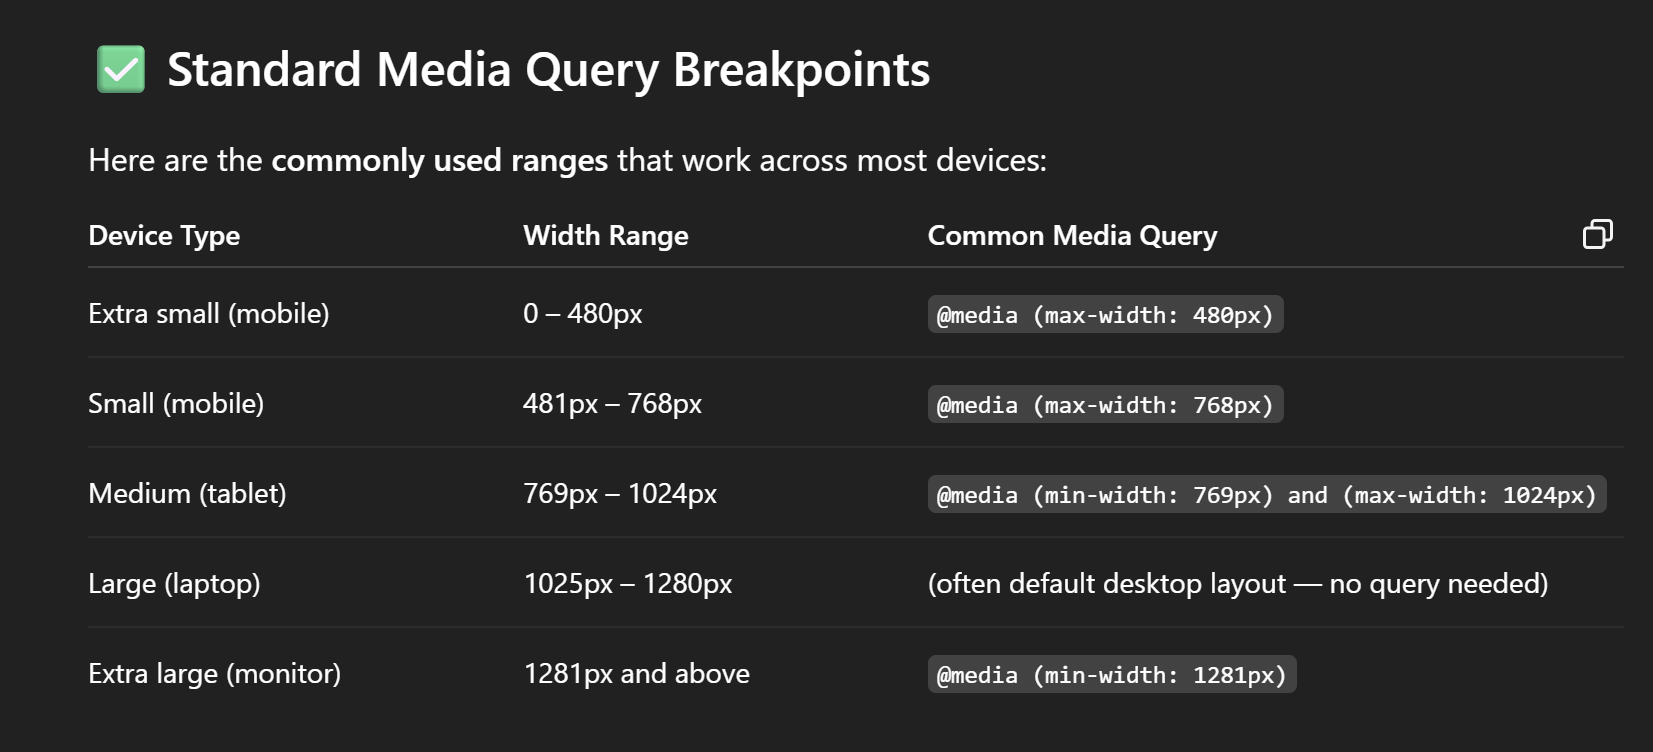 ✅ Standard Media Query Breakpoints
Here are the commonly used ranges that work across most devices:
Device Type Width Range Common Media Query
Extra small (mobile) 0 – 480px @media (max-width: 480px)
Small (mobile) 481px – 768px @media (max-width: 768px)
Medium (tablet) 769px – 1024px @media (min-width: 769px) and (max-width: 1024px)
Large (laptop) 1025px – 1280px (often default desktop layout — no query needed)
Extra large (monitor) 1281px and above @media (min-width: 1281px)